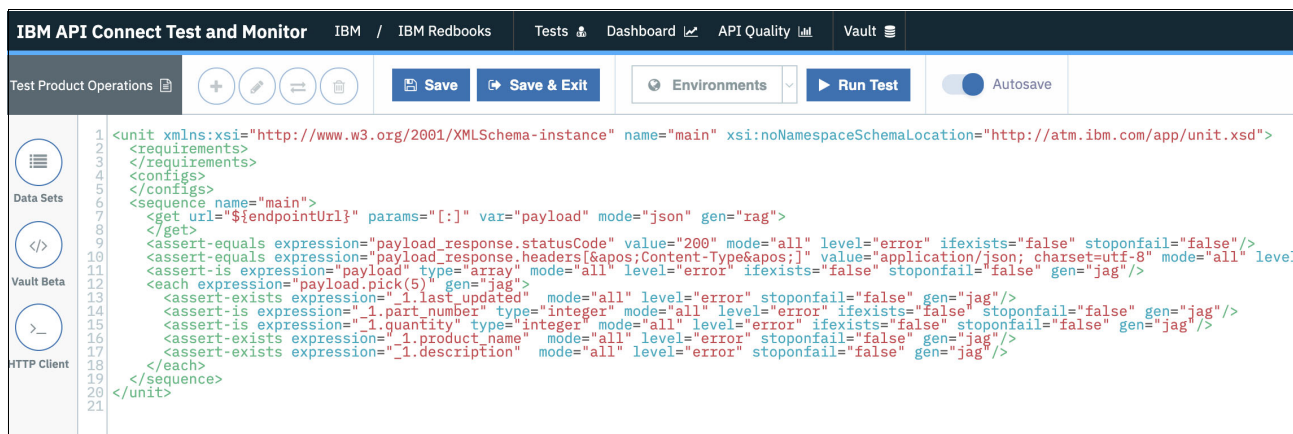 IBM API Connect Test and Monitor IBM / IBM Redbooks Tests Dashboard API Quality Vault
Test Product Operations Save Save & Exit Environments Run Test Autosave
Data Sets
Vault Beta
HTTP Client
1 <unit xmlns:xsi="http://www.w3.org/2001/XMLSchema-instance" name="main" xsi:noNamespaceSchemaLocation="http://atm.ibm.com/app/unit.xsd">
2 <requirements>
3 </requirements>
4 <configs>
5 </configs>
6 <sequence name="main">
7 <get url="${endpointUrl}" params="[:]" var="payload" mode="json" gen="rag">
8 </get>
9 <assert-equals expression="payload_response.statusCode" value="200" mode="all" level="error" ifexists="false" stoponfail="false"/>
10 <assert-equals expression="payload_response.headers[&apos;Content-Type&apos;]" value="application/json; charset=utf-8" mode="all" leve
11 <assert-is expression="payload" type="array" mode="all" level="error" ifexists="false" stoponfail="false" gen="jag"/>
12 <each expression="payload.pick(5)" gen="jag">
13 <assert-exists expression="_1.last_updated" mode="all" level="error" stoponfail="false" gen="jag"/>
14 <assert-is expression="_1.part_number" type="integer" mode="all" level="error" ifexists="false" stoponfail="false" gen="jag"/>
15 <assert-is expression="_1.quantity" type="integer" mode="all" level="error" ifexists="false" stoponfail="false" gen="jag"/>
16 <assert-exists expression="_1.product_name" mode="all" level="error" stoponfail="false" gen="jag"/>
17 <assert-exists expression="_1.description" mode="all" level="error" stoponfail="false" gen="jag"/>
18 </each>
19 </sequence>
20 </unit>
21